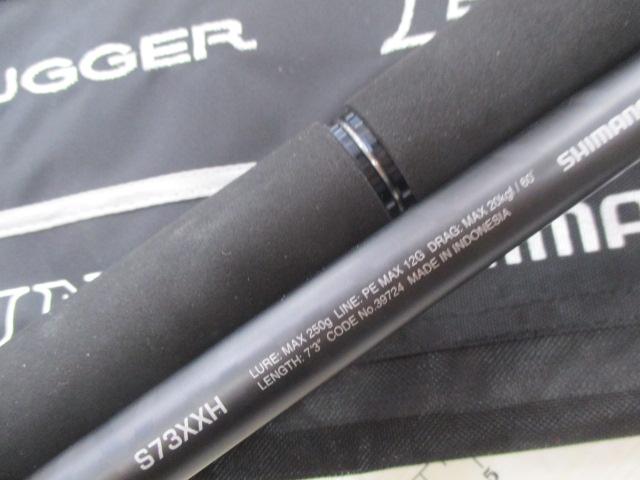 UGGER
SHIMANO
LURE: MAX 250g LINE: PE MAX 12G DRAG: MAX 20kgf / 65°
LENGTH: 7'3" CODE No.39724 MADE IN INDONESIA
S73XXH